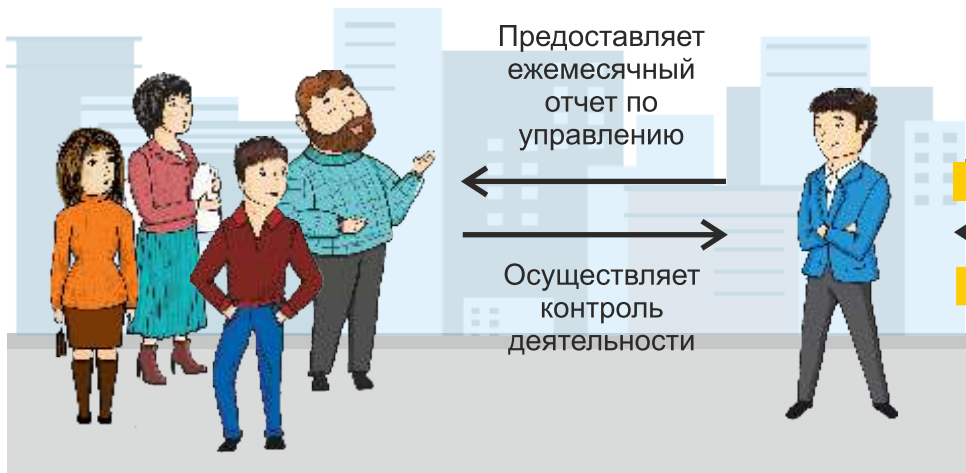 Предоставляет
ежемесячный
отчет по
управлению
Осуществляет
контроль
деятельности